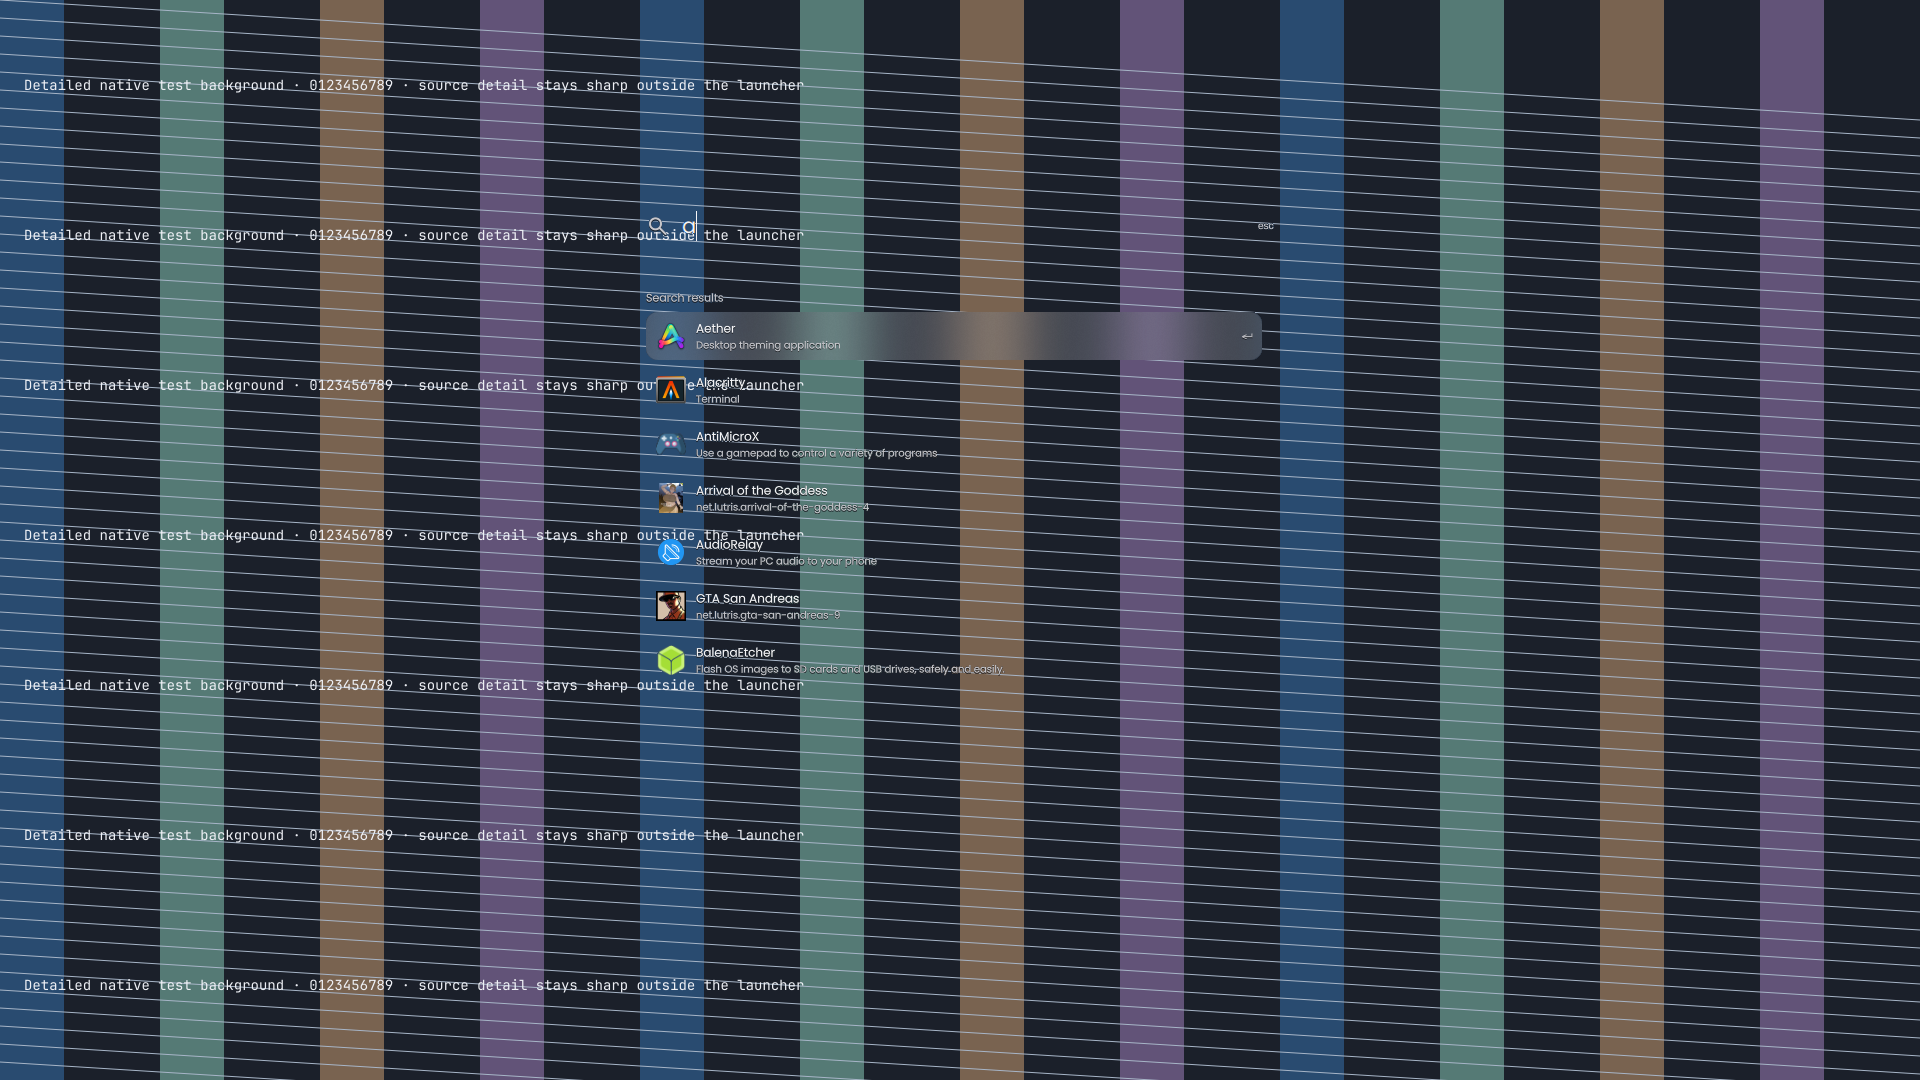 Detailed native test background · 0123456789 · source detail stays sharp outside the launcher
a
esc
Detailed native test background · 0123456789 · source detail stays sharp outside the launcher
Search results
Aether
Desktop theming application
Detailed native test background · 0123456789 · source detail stays sharp launcher
Alacritty
Terminal
AntiMicroX
Use a gamepad to control a variety of programs
Arrival of the Goddess
net.lutris.arrival-of-the-goddess-4
Detailed native test background · 0123456789 · source detail stays sharp outside the launcher
AudioRelay
Stream your PC audio to your phone
GTA San Andreas
net.lutris.gta-san-andreas-9
BalenaEtcher
Flash OS images to SD cards and USB drives, safely and easily.
Detailed native test background · 0123456789 · source detail stays sharp outside the launcher
Detailed native test background · 0123456789 · source detail stays sharp outside the launcher
Detailed native test background · 0123456789 · source detail stays sharp outside the launcher